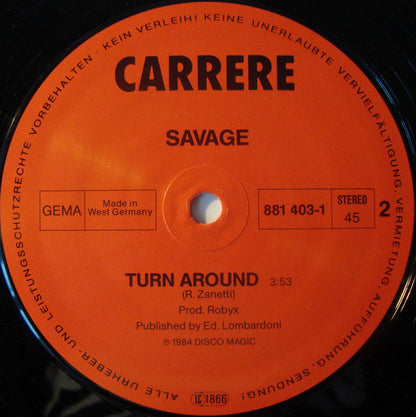 ALLE URHEBER- UND LEISTUNGSSCHUTZRECHTE VORBEHALTEN · KEIN VERLEIH! KEINE UNERLAUBTE VERVIELFÄLTIGUNG, VERMIETUNG, AUFFÜHRUNG, SENDUNG!
CARRERE
SAVAGE
GEMA
Made in
West Germany
881 403-1
STEREO
45
2
TURN AROUND 3:53
(R. Zanetti)
Prod. Robyx
Published by Ed. Lombardoni
℗ 1984 DISCO MAGIC
LC 1866